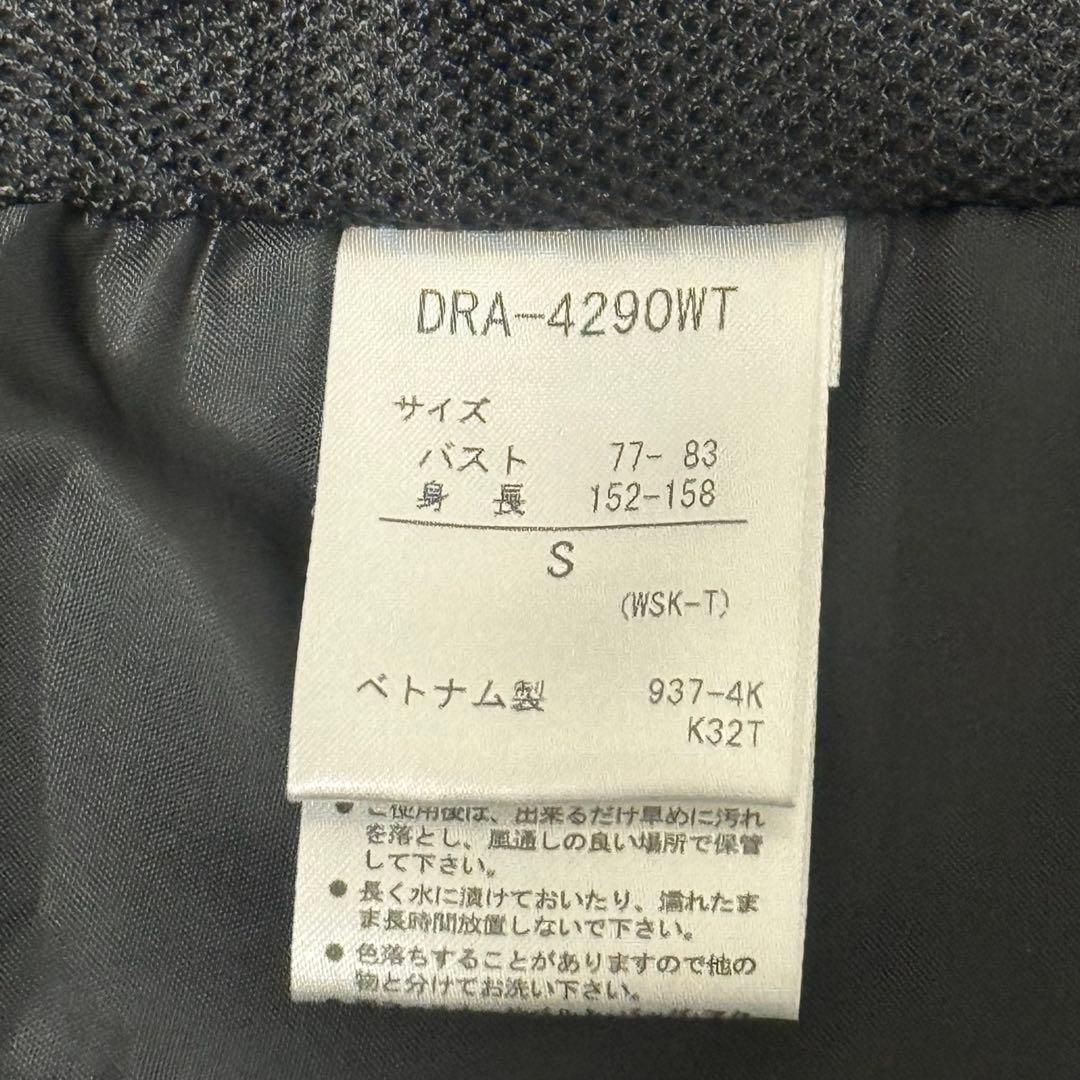 DRA-4290WT
サイズ
バスト 77- 83
身 長 152-158
S
(WSK-T)
ベトナム製 937-4K
K32T
● ご使用後は、出来るだけ早めに汚れ
を落とし、風通しの良い場所で保管
して下さい。
● 長く水に漬けておいたり、濡れたま
ま長時間放置しないで下さい。
● 色落ちすることがありますので他の
物と分けてお洗い下さい。